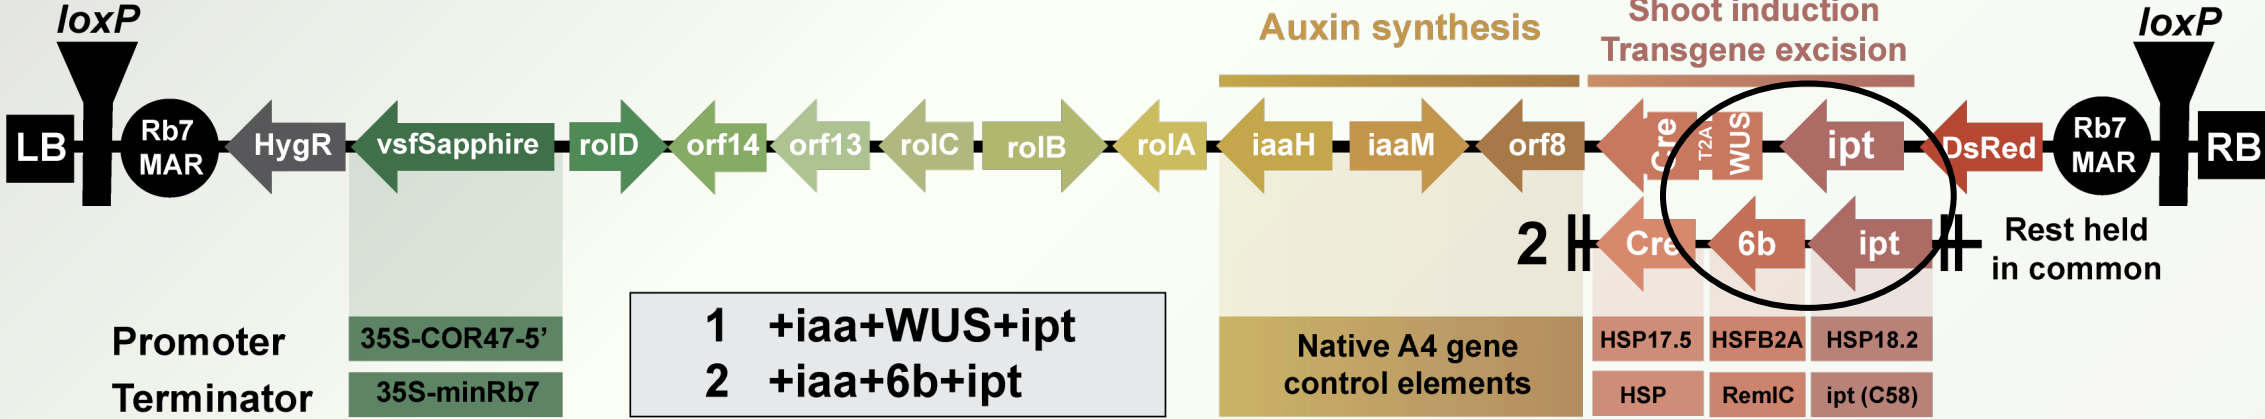 loxP
Auxin synthesis
Shoot induction
Transgene excision
loxP
LB
Rb7
MAR
HygR
vsfSapphire
rolD
orf14
orf13
rolC
rolB
rolA
iaaH
iaaM
orf8
Cre
T2A
WUS
ipt
DsRed
Rb7
MAR
RB
2
Cre
6b
ipt
Rest held
in common
Promoter
35S-COR47-5’
Terminator
35S-minRb7
1 +iaa+WUS+ipt
2 +iaa+6b+ipt
Native A4 gene
control elements
HSP17.5
HSFB2A
HSP18.2
HSP
RemIC
ipt (C58)